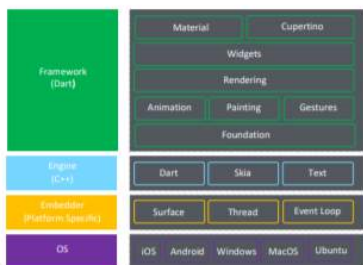 Material Cupertino
Widgets
Framework
(Dart)
Rendering
Animation Painting Gestures
Foundation
Engine
(C++)
Dart Skia Text
Embedder
(Platform Specific)
Surface Thread Event Loop
OS
iOS Android Windows MacOS Ubuntu